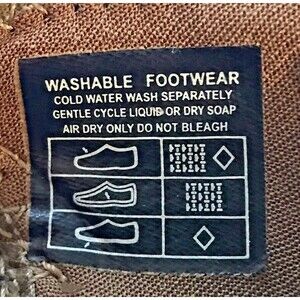 WASHABLE FOOTWEAR
COLD WATER WASH SEPARATELY
GENTLE CYCLE LIQUID OR DRY SOAP
AIR DRY ONLY DO NOT BLEAGH